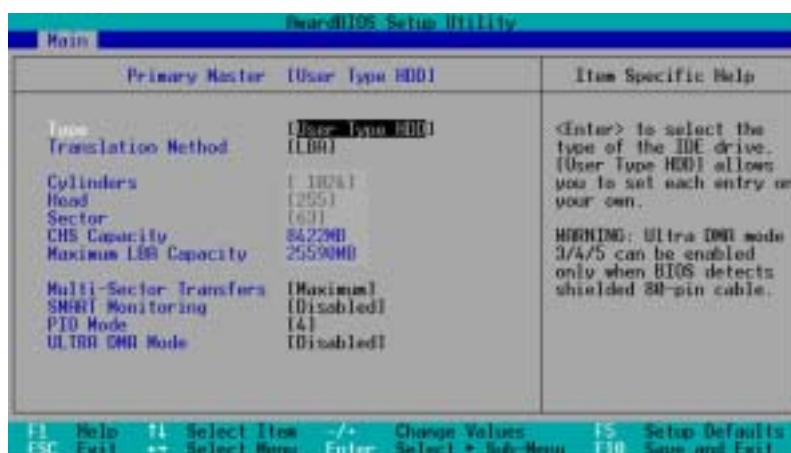 AwardBIOS Setup Utility
Main
Primary Master [User Type HDD]
Item Specific Help
Type [User Type HDD]
Translation Method [LBA]
Cylinders [ 1024]
Head [255]
Sector [63]
CHS Capacity 8422MB
Maximum LBA Capacity 25590MB
Multi-Sector Transfers [Maximum]
SMART Monitoring [Disabled]
PIO Mode [4]
ULTRA DMA Mode [Disabled]
<Enter> to select the
type of the IDE drive.
[User Type HDD] allows
you to set each entry on
your own.
WARNING: Ultra DMA mode
3/4/5 can be enabled
only when BIOS detects
shielded 80-pin cable.
F1 Help ↑↓ Select Item -/+ Change Values F5 Setup Defaults
ESC Exit ←→ Select Menu Enter Select ▸ Sub-Menu F10 Save and Exit